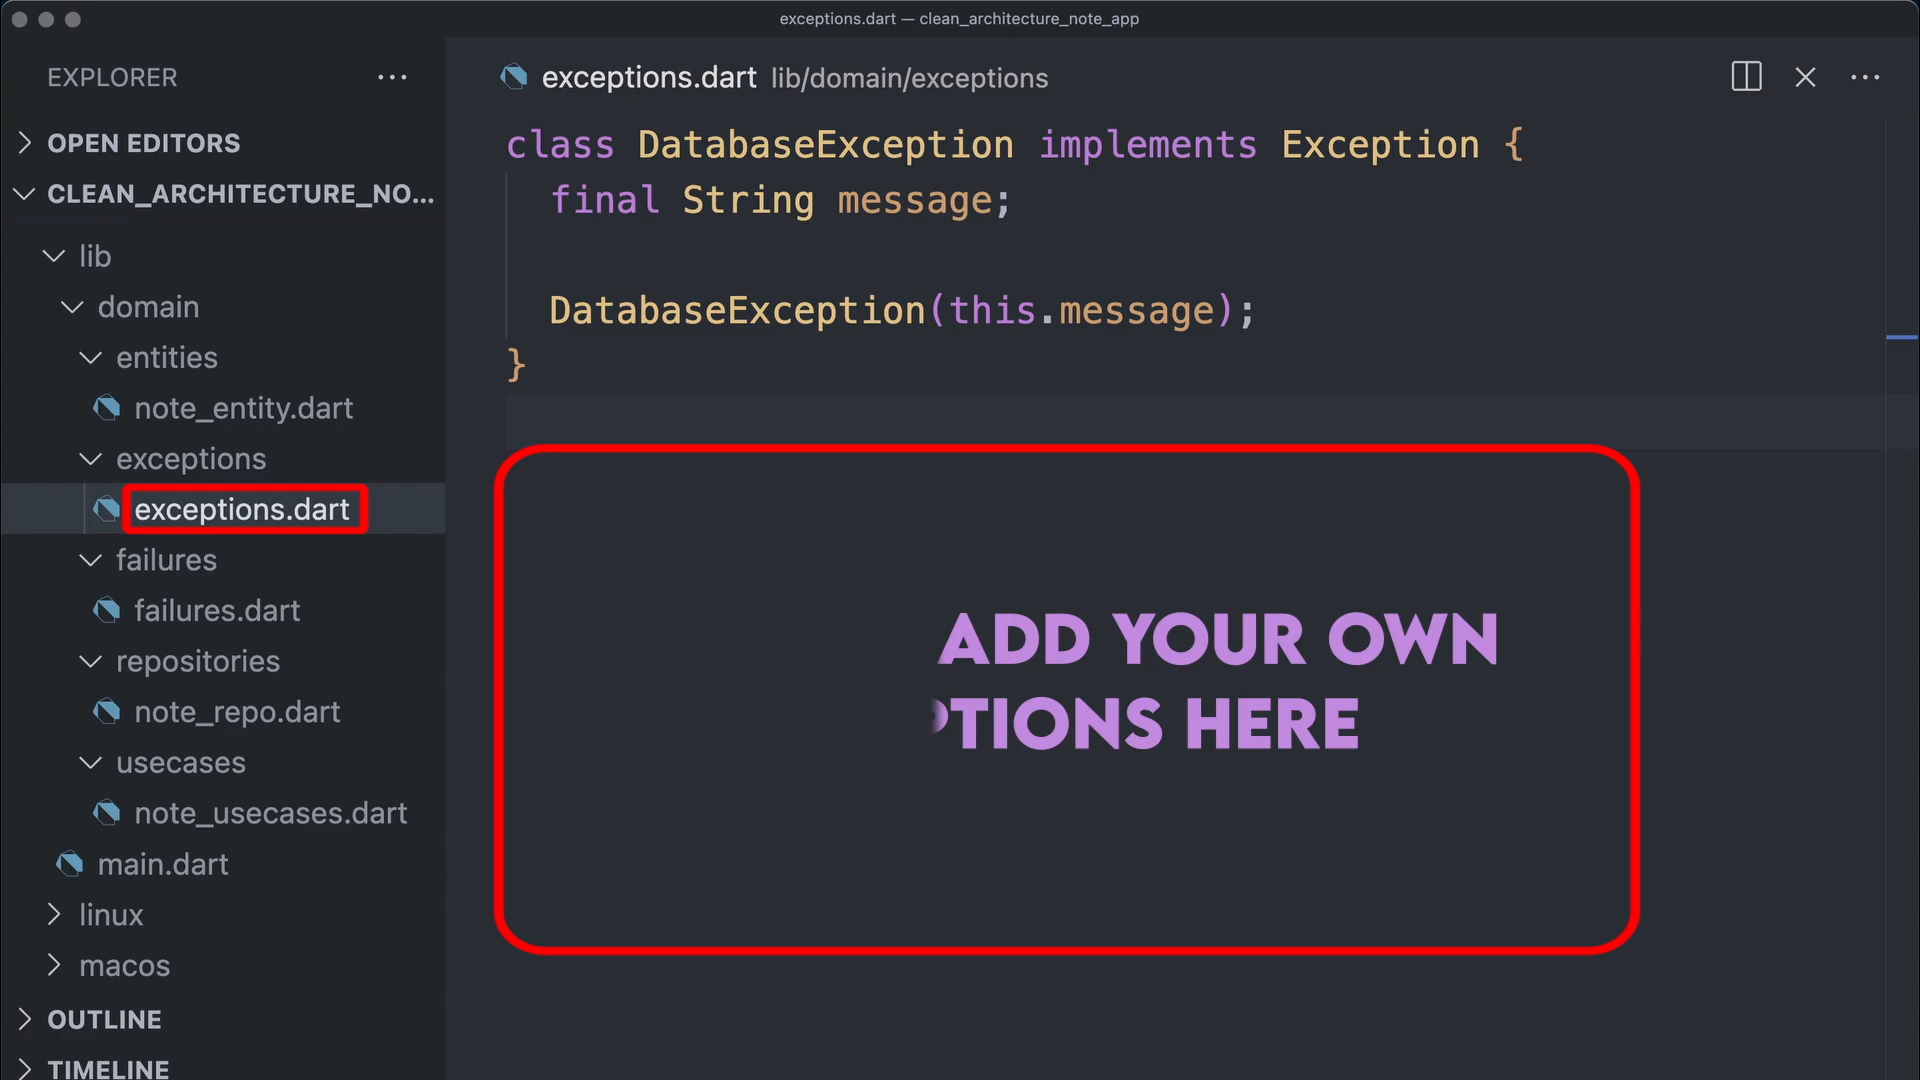 exceptions.dart — clean_architecture_note_app
EXPLORER
OPEN EDITORS
CLEAN_ARCHITECTURE_NO...
lib
domain
entities
note_entity.dart
exceptions
exceptions.dart
failures
failures.dart
repositories
note_repo.dart
usecases
note_usecases.dart
main.dart
linux
macos
OUTLINE
TIMELINE
exceptions.dart lib/domain/exceptions
class DatabaseException implements Exception {
final String message;
DatabaseException(this.message);
}
ADD YOUR OWN
HERE